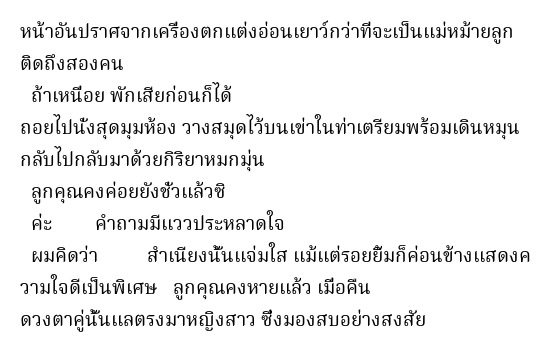 หน้าอันปราศจากเครื่องตกแต่งอ่อนเยาว์กว่าที่จะเป็นแม่หม้ายลูก
ติดถึงสองคน
ถ้าเหนื่อย พักเสียก่อนก็ได้
ถอยไปนั่งสุดมุมห้อง วางสมุดไว้บนเข่าในท่าเตรียมพร้อมเดินหมุน
กลับไปกลับมาด้วยกิริยาหมกมุ่น
ลูกคุณคงค่อยยังชั่วแล้วซิ
ค่ะ คำถามมีแววประหลาดใจ
ผมคิดว่า สำเนียงนั้นแจ่มใส แม้แต่รอยยิ้มก็ค่อนข้างแสดงค
วามใจดีเป็นพิเศษ ลูกคุณคงหายแล้ว เมื่อคืน
ดวงตาคู่นั้นแลตรงมาหญิงสาว ซึ่งมองสบอย่างสงสัย